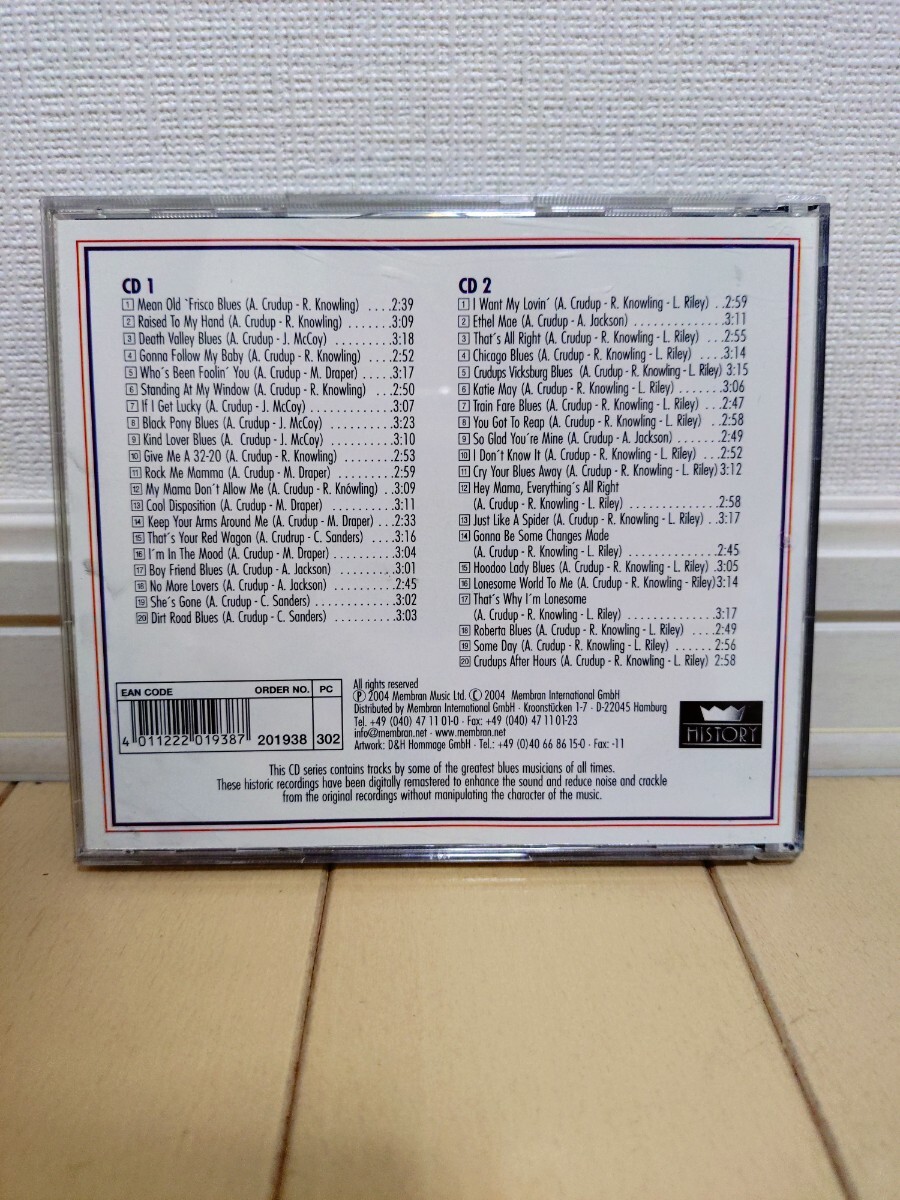 CD 1
1 Mean Old `Frisco Blues (A. Crudup - R. Knowling) ....2:39
2 Raised To My Hand (A. Crudup - R. Knowling) .......3:09
3 Death Valley Blues (A. Crudup - J. McCoy) .........3:18
4 Gonna Follow My Baby (A. Crudup - R. Knowling) ....2:52
5 Who´s Been Foolin´ You (A. Crudup - M. Draper) ....3:17
6 Standing At My Window (A. Crudup - R. Knowling) ...2:50
7 If I Get Lucky (A. Crudup - J. McCoy) ............3:07
8 Black Pony Blues (A. Crudup - J. McCoy) ..........3:23
9 Kind Lover Blues (A. Crudup - J. McCoy) ..........3:10
10 Give Me A 32-20 (A. Crudup - R. Knowling) ........2:53
11 Rock Me Mamma (A. Crudup - M. Draper) .........2:59
12 My Mama Don´t Allow Me (A. Crudup - R. Knówling) ..3:09
13 Cool Disposition (A. Crudup - M. Draper) ..........3:11
14 Keep Your Arms Around Me (A. Crudup - M. Draper) ...2:33
15 That´s Your Red Wagon (A. Crudrup - C. Sanders) ....3:16
16 I´m In The Mood (A. Crudup - M. Draper) .........3:04
17 Boy Friend Blues (A. Crudup - A. Jackson) .........3:01
18 No More Lovers (A. Crudup - A. Jackson) ..........2:45
19 She´s Gone (A. Crudup - C. Sanders) ............3:02
20 Dirt Road Blues (A. Crudup - C. Sanders) .........3:03
CD 2
1 I Want My Lovin´ (A. Crudup - R. Knowling - L. Riley) ..2:59
2 Ethel Mae (A. Crudup - A. Jackson) .............3:11
3 That´s All Right (A. Crudup - R. Knowling - L. Riley) ...2:55
4 Chicago Blues (A. Crudup - R. Knowling - L. Riley) ....3:14
5 Crudups Vicksburg Blues (A. Crudup - R. Knowling - L. Riley) 3:15
6 Katie May (A. Crudup - R. Knowling - L. Riley) .......3:06
7 Train Fare Blues (A. Crudup - R. Knowling - L. Riley) ...2:47
8 You Got To Reap (A. Crudup - R. Knowling - L. Riley) ..2:58
9 So Glad You´re Mine (A. Crudup - A. Jackson) .......2:49
10 I Don´t Know It (A. Crudup - R. Knowling - L. Riley) ...2:52
11 Cry Your Blues Away (A. Crudup - R. Knowling - L. Riley) 3:12
12 Hey Mama, Everything´s All Right
(A. Crudup - R. Knowling - L. Riley) .............2:58
13 Just Like A Spider (A. Crudup - R. Knowling - L. Riley) ..3:17
14 Gonna Be Some Changes Made
(A. Crudup - R. Knowling - L. Riley) .............2:45
15 Hoodoo Lady Blues (A. Crudup - R. Knowling - L. Riley) .3:05
16 Lonesome World To Me (A. Crudup - R. Knowling - Riley)3:14
17 That´s Why I´m Lonesome
(A. Crudup - R. Knowling - L. Riley) .............3:17
18 Roberta Blues (A. Crudup - R. Knowling - L. Riley) ....2:49
19 Some Day (A. Crudup - R. Knowling - L. Riley) ......2:56
20 Crudups After Hours (A. Crudup - R. Knowling - L. Riley) 2:58
EAN CODE ORDER NO. PC
4 011222 019387 201938 302
All rights reserved
Ⓟ 2004 Membran Music Ltd. Ⓒ 2004 Membran International GmbH
Distributed by Membran International GmbH · Kroonstücken 1-7 · D-22045 Hamburg
Tel. +49 (040) 47 11 01-0 · Fax: +49 (040) 47 11 01-23
info@membran.net · www.membran.net
Artwork: D&H Hommage GmbH · Tel.: +49 (0)40 66 86 15-0 · Fax: -11
HISTORY
This CD series contains tracks by some of the greatest blues musicians of all times.
These historic recordings have been digitally remastered to enhance the sound and reduce noise and crackle
from the original recordings without manipulating the character of the music.